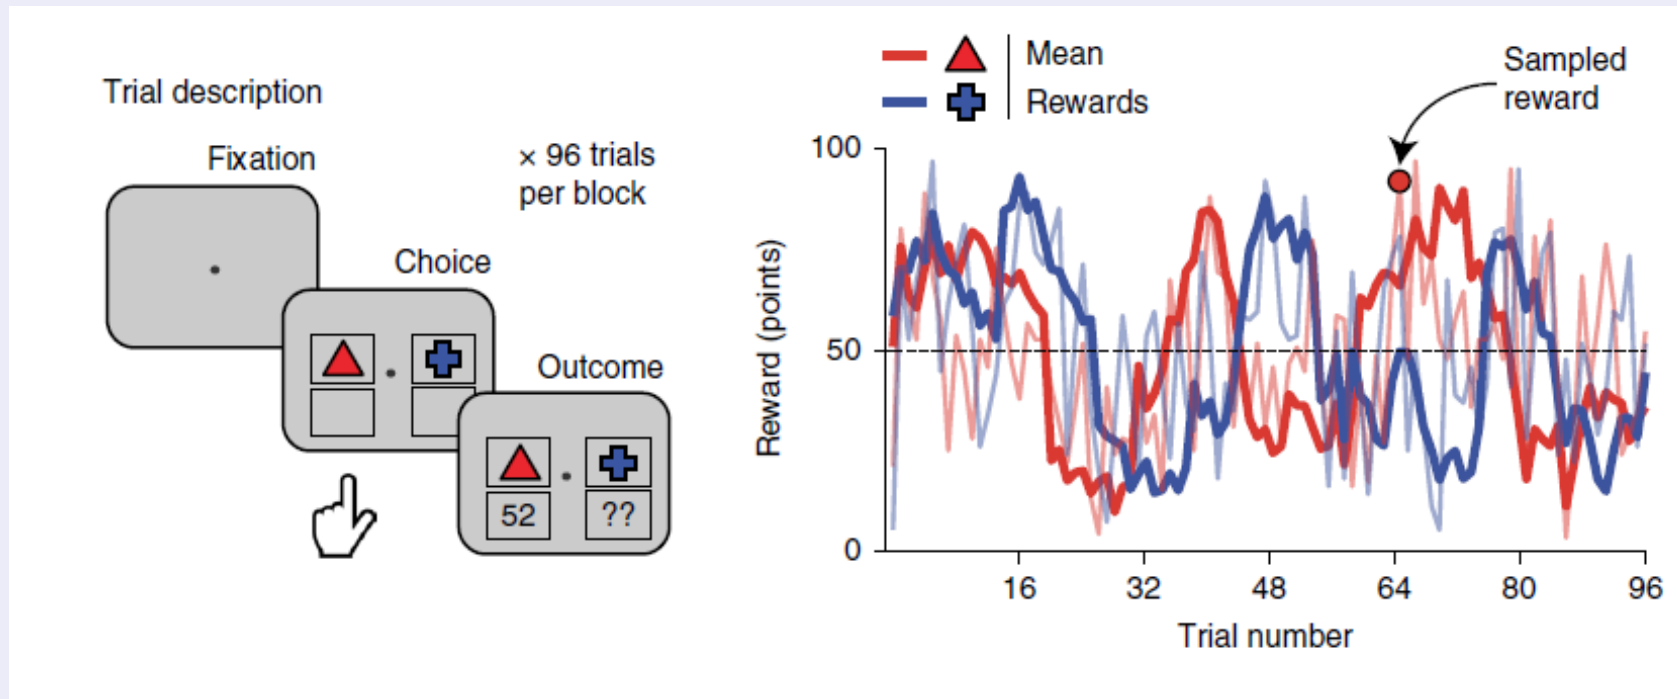 Trial description
Fixation
× 96 trials
per block
Choice
Outcome
52
??
Mean
Rewards
Sampled
reward
Reward (points)
100
50
0
16
32
48
64
80
96
Trial number